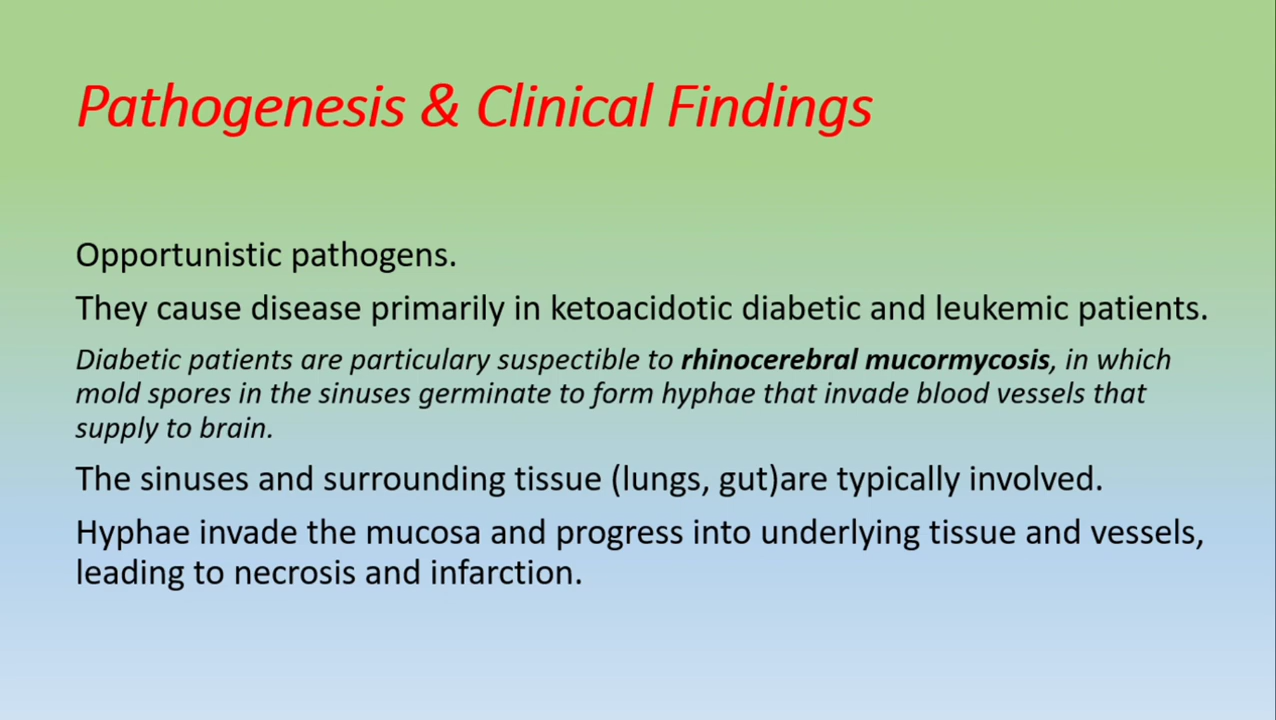 Pathogenesis & Clinical Findings
Opportunistic pathogens.
They cause disease primarily in ketoacidotic diabetic and leukemic patients.
Diabetic patients are particulary suspectible to rhinocerebral mucormycosis, in which
mold spores in the sinuses germinate to form hyphae that invade blood vessels that
supply to brain.
The sinuses and surrounding tissue (lungs, gut)are typically involved.
Hyphae invade the mucosa and progress into underlying tissue and vessels,
leading to necrosis and infarction.